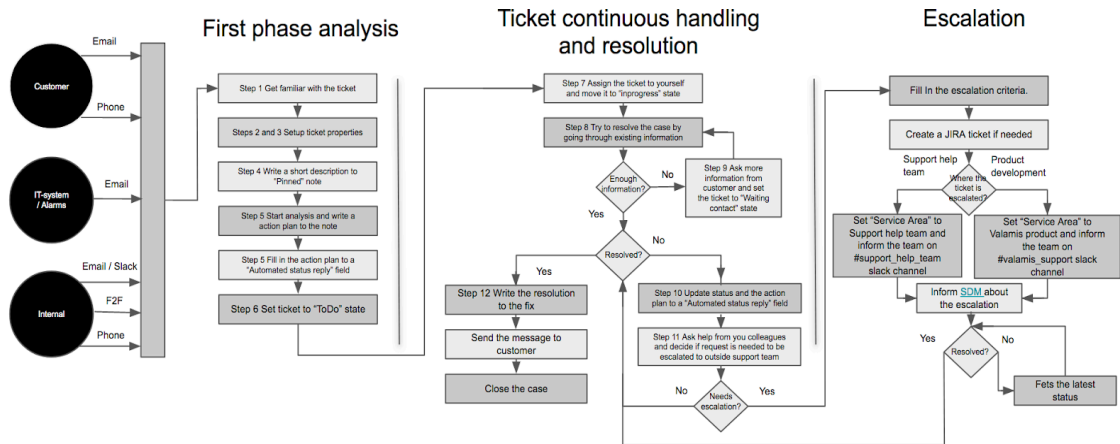 First phase analysis
Ticket continuous handling
and resolution
Escalation
Customer
Email
Phone
IT-system
/ Alarms
Email
Internal
Email / Slack
F2F
Phone
Step 1 Get familiar with the ticket
Steps 2 and 3 Setup ticket properties
Step 4 Write a short description to
"Pinned" note
Step 5 Start analysis and write a
action plan to the note
Step 5 Fill in the action plan to a
"Automated status reply" field
Step 6 Set ticket to "ToDo" state
Step 7 Assign the ticket to yourself
and move it to "inprogress" state
Step 8 Try to resolve the case by
going through existing information
Enough
information?
No
Step 9 Ask more
information from
customer and set
the ticket to "Waiting
contact" state
Yes
Resolved?
Yes
No
Step 12 Write the resolution
to the fix
Send the message to
customer
Close the case
Step 10 Update status and the action
plan to a "Automated status reply" field
Step 11 Ask help from you colleagues
and decide if request is needed to be
escalated to outside support team
Needs
escalation?
No
Yes
Fill In the escalation criteria.
Create a JIRA ticket if needed
Support help
team
Product
development
Where the
ticket is
escalated?
Set "Service Area" to
Support help team and
inform the team on
#support_help_team
slack channel
Set "Service Area" to
Valamis product and inform
the team on
#valamis_support slack
channel
Inform SDM about
the escalation
Resolved?
Yes
No
Fets the latest
status